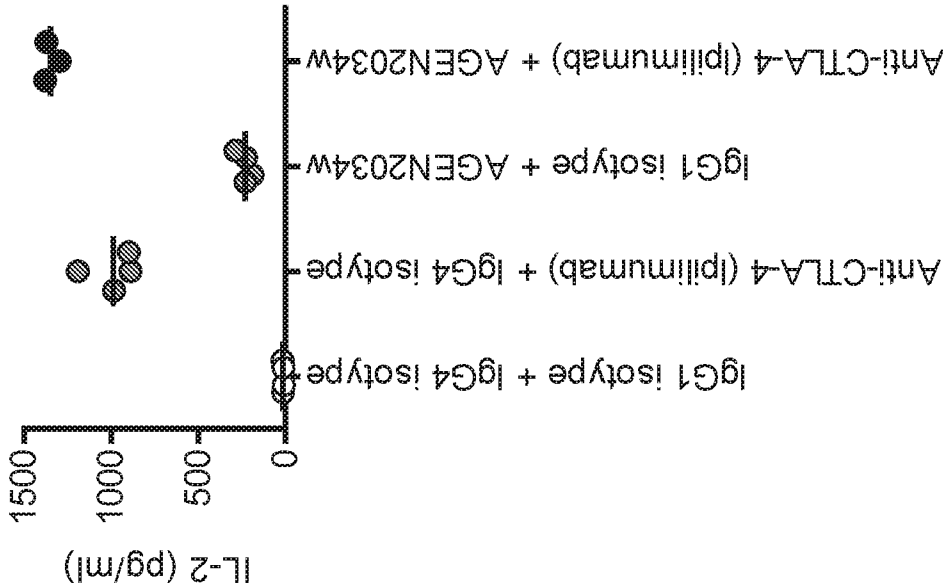 IL-2 (pg/ml)
1500
1000
500
0
IgG1 isotype + IgG4 isotype
Anti-CTLA-4 (Ipilimumab) + IgG4 isotype
IgG1 isotype + AGEN2034w
Anti-CTLA-4 (Ipilimumab) + AGEN2034w